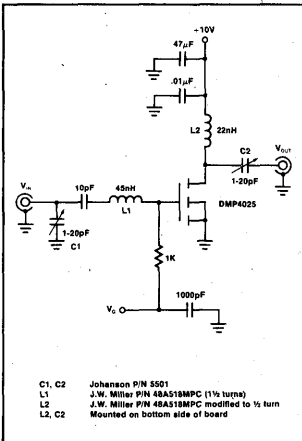 +10V
47μF
.01μF
L2 22nH
C2
VOUT
1-20pF
VIN
10pF
45nH
L1
DMP4025
1-20pF
C1
1K
VG
1000pF
C1, C2 Johanson P/N 5501
L1 J.W. Miller P/N 48A518MPC (1½ turns)
L2 J.W. Miller P/N 48A518MPC modified to ½ turn
L2, C2 Mounted on bottom side of board